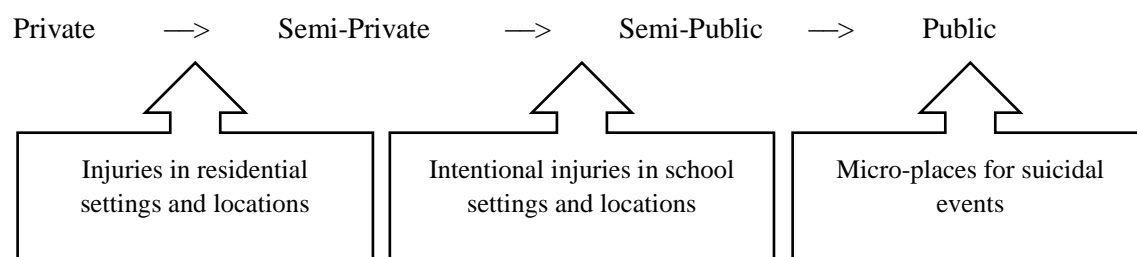 Private —> Semi-Private —> Semi-Public —> Public
Injuries in residential
settings and locations
Intentional injuries in school
settings and locations
Micro-places for suicidal
events